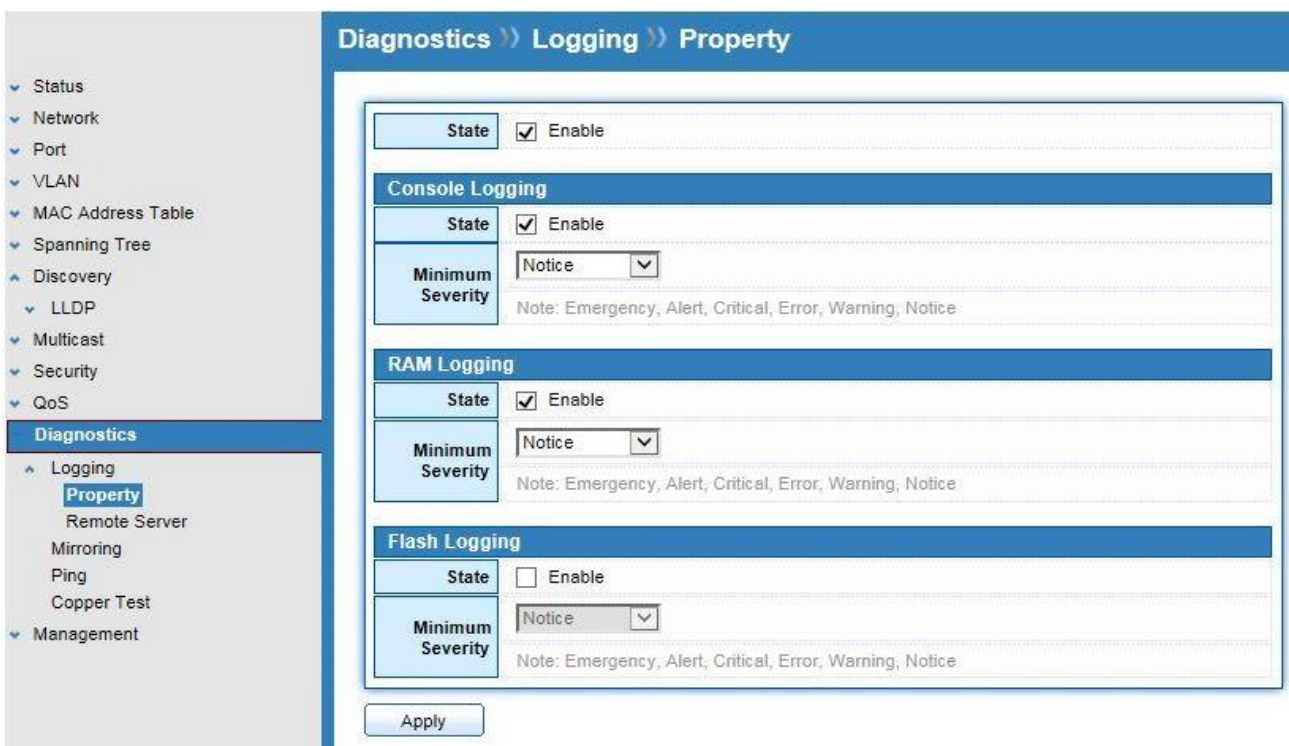 Diagnostics >> Logging >> Property
Status
Network
Port
VLAN
MAC Address Table
Spanning Tree
Discovery
LLDP
Multicast
Security
QoS
Diagnostics
Logging
Property
Remote Server
Mirroring
Ping
Copper Test
Management
State Enable
Console Logging
State Enable
Minimum Severity Notice
Note: Emergency, Alert, Critical, Error, Warning, Notice
RAM Logging
State Enable
Minimum Severity Notice
Note: Emergency, Alert, Critical, Error, Warning, Notice
Flash Logging
State Enable
Minimum Severity Notice
Note: Emergency, Alert, Critical, Error, Warning, Notice
Apply